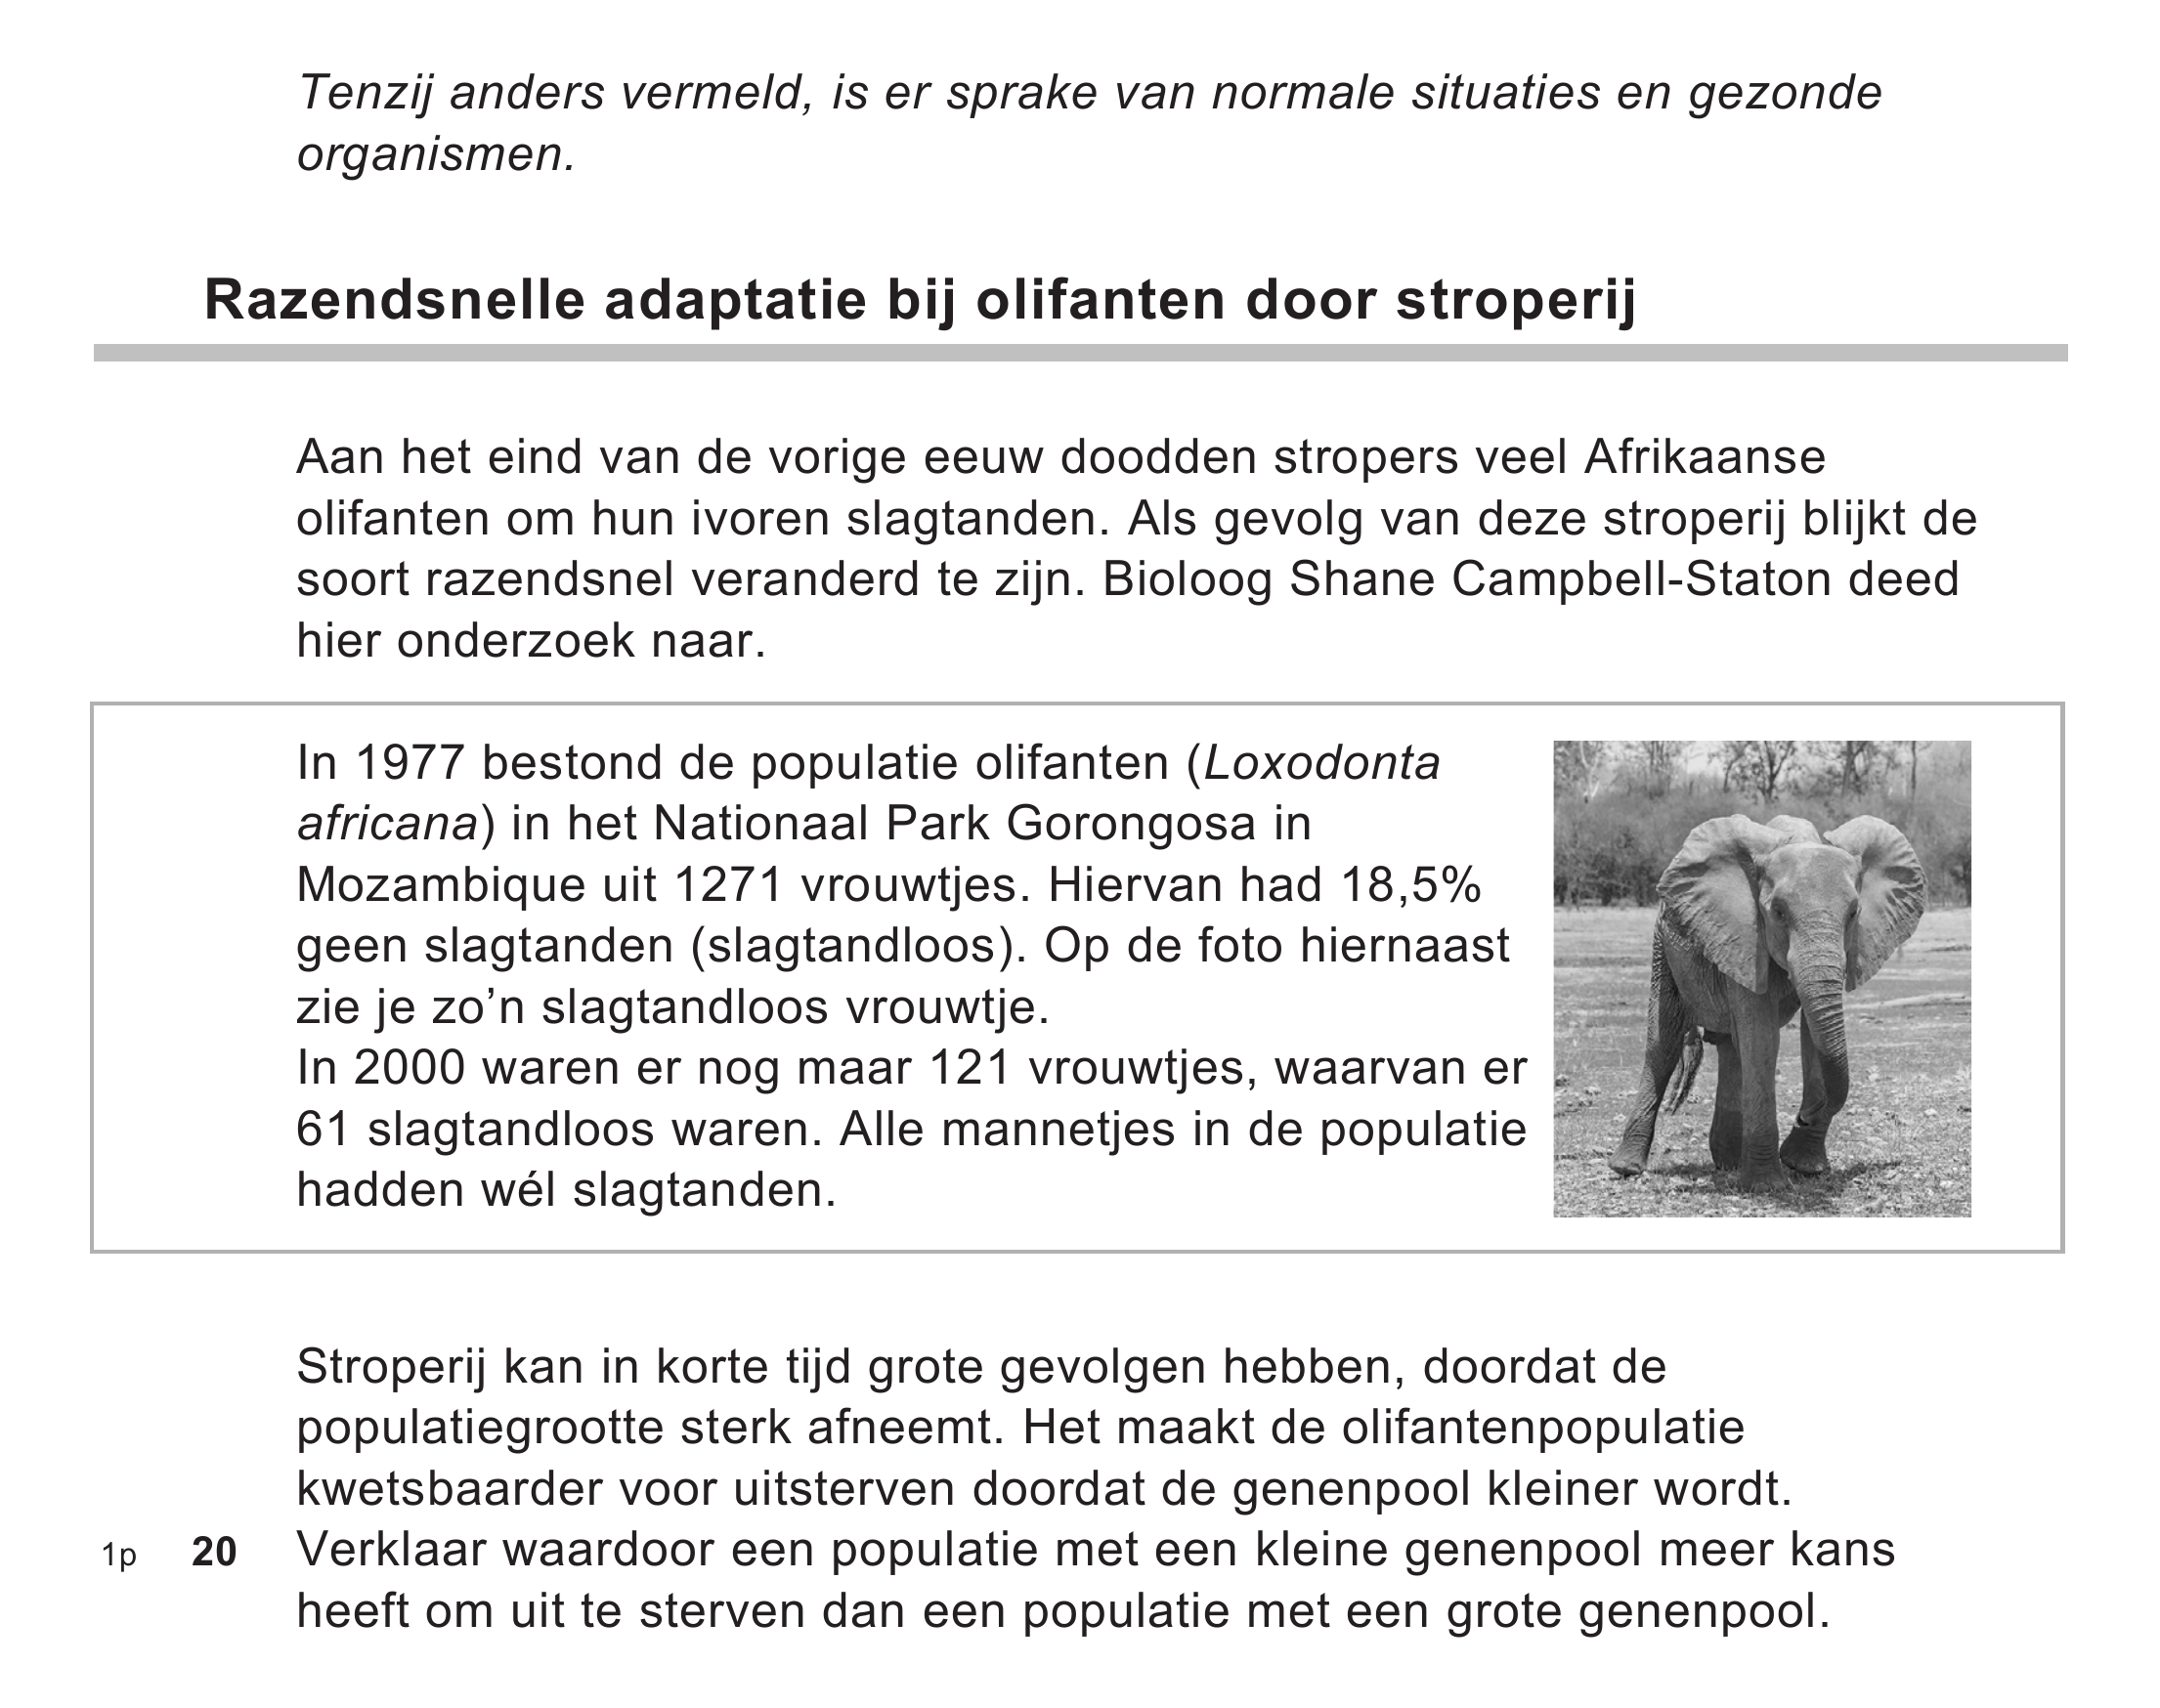 Tenzij anders vermeld, is er sprake van normale situaties en gezonde
organismen.
Razendsnelle adaptatie bij olifanten door stroperij
Aan het eind van de vorige eeuw doodden stropers veel Afrikaanse
olifanten om hun ivoren slagtanden. Als gevolg van deze stroperij blijkt de
soort razendsnel veranderd te zijn. Bioloog Shane Campbell-Staton deed
hier onderzoek naar.
In 1977 bestond de populatie olifanten (Loxodonta
africana) in het Nationaal Park Gorongosa in
Mozambique uit 1271 vrouwtjes. Hiervan had 18,5%
geen slagtanden (slagtandloos). Op de foto hiernaast
zie je zo’n slagtandloos vrouwtje.
In 2000 waren er nog maar 121 vrouwtjes, waarvan er
61 slagtandloos waren. Alle mannetjes in de populatie
hadden wél slagtanden.
Stroperij kan in korte tijd grote gevolgen hebben, doordat de
populatiegrootte sterk afneemt. Het maakt de olifantenpopulatie
kwetsbaarder voor uitsterven doordat de genenpool kleiner wordt.
1p 20 Verklaar waardoor een populatie met een kleine genenpool meer kans
heeft om uit te sterven dan een populatie met een grote genenpool.